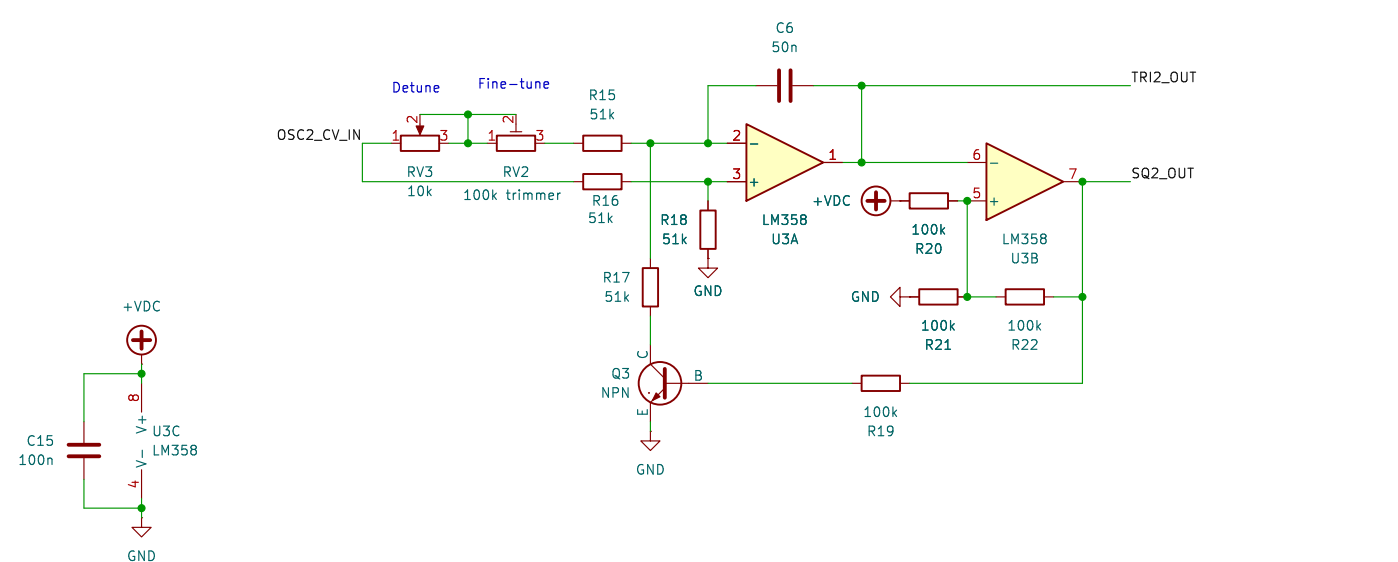 C6
50n
TRI2_OUT
Detune
Fine-tune
R15
51k
OSC2_CV_IN
1
2
3
1
2
3
RV3
10k
RV2
100k trimmer
R16
51k
2
3
−
+
1
LM358
U3A
R18
51k
GND
+VDC
100k
R20
6
5
−
+
7
LM358
U3B
SQ2_OUT
R17
51k
GND
100k
R21
100k
R22
C
B
E
Q3
NPN
GND
100k
R19
+VDC
8
V+
U3C
LM358
V-
4
C15
100n
GND